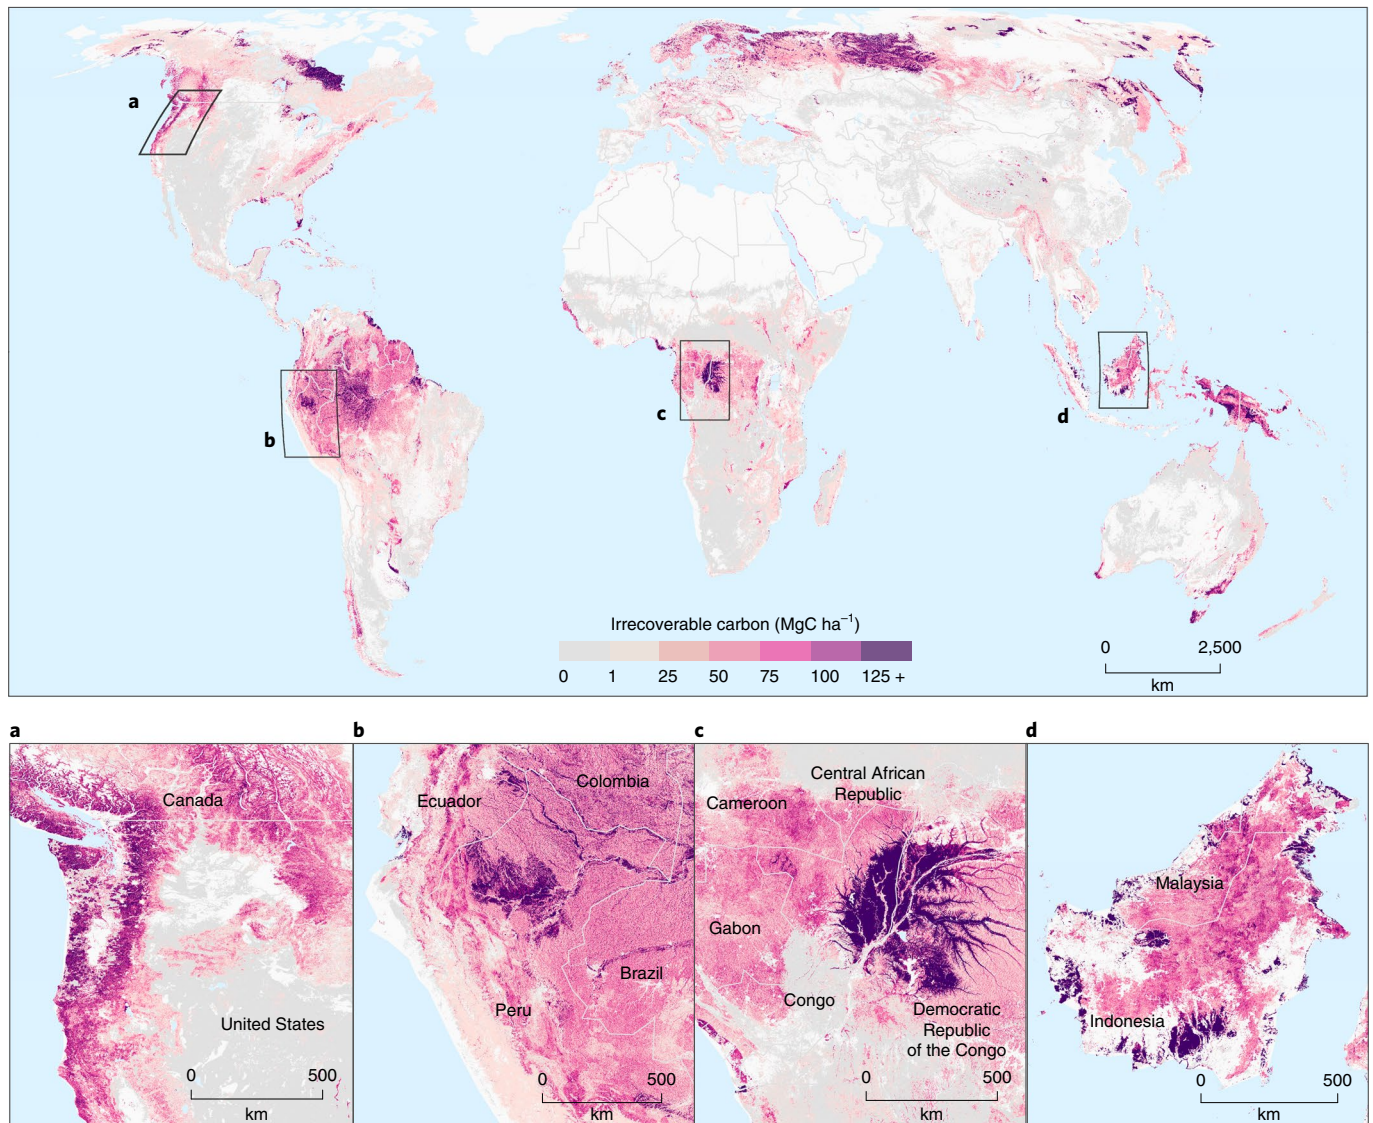 a
b
c
d
Irrecoverable carbon (MgC ha⁻¹)
0 1 25 50 75 100 125 +
0 2,500
km
a
Canada
United States
0 500
km
b
Ecuador
Colombia
Brazil
Peru
0 500
km
c
Central African
Republic
Cameroon
Gabon
Congo
Democratic
Republic
of the Congo
0 500
km
d
Malaysia
Indonesia
0 500
km